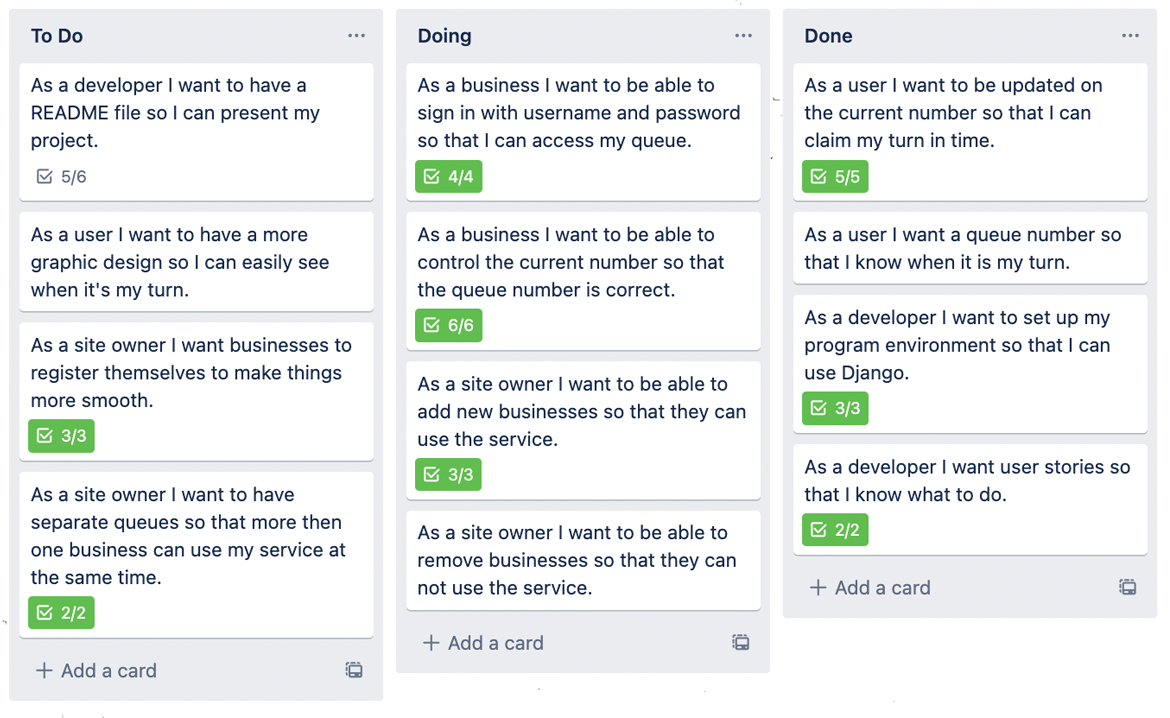 To Do
As a developer I want to have a
README file so I can present my
project.
5/6
As a user I want to have a more
graphic design so I can easily see
when it's my turn.
As a site owner I want businesses to
register themselves to make things
more smooth.
3/3
As a site owner I want to have
separate queues so that more then
one business can use my service at
the same time.
2/2
+ Add a card
Doing
As a business I want to be able to
sign in with username and password
so that I can access my queue.
4/4
As a business I want to be able to
control the current number so that
the queue number is correct.
6/6
As a site owner I want to be able to
add new businesses so that they can
use the service.
3/3
As a site owner I want to be able to
remove businesses so that they can
not use the service.
+ Add a card
Done
As a user I want to be updated on
the current number so that I can
claim my turn in time.
5/5
As a user I want a queue number so
that I know when it is my turn.
As a developer I want to set up my
program environment so that I can
use Django.
3/3
As a developer I want user stories so
that I know what to do.
2/2
+ Add a card